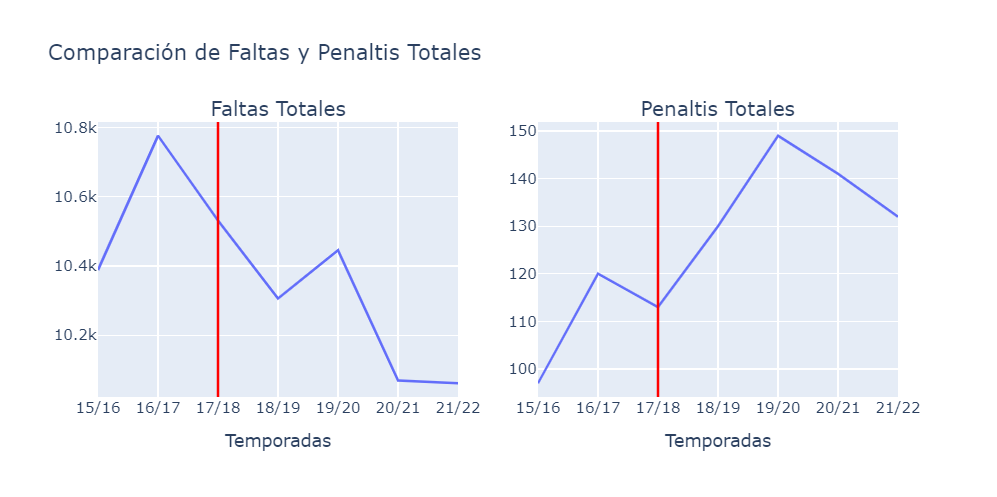 Comparación de Faltas y Penaltis Totales
Faltas Totales
10.8k
10.6k
10.4k
10.2k
15/16 16/17 17/18 18/19 19/20 20/21 21/22
Temporadas
Penaltis Totales
150
140
130
120
110
100
15/16 16/17 17/18 18/19 19/20 20/21 21/22
Temporadas